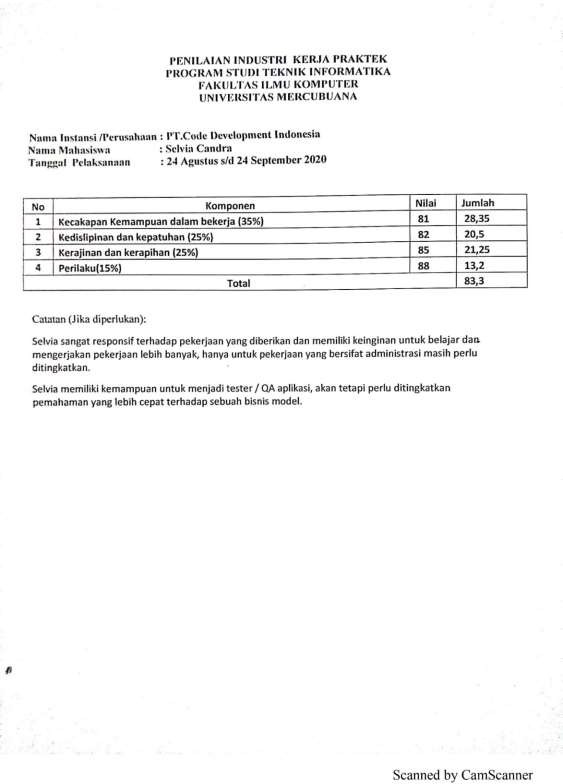 PENILAIAN INDUSTRI KERJA PRAKTEK
PROGRAM STUDI TEKNIK INFORMATIKA
FAKULTAS ILMU KOMPUTER
UNIVERSITAS MERCUBUANA
Nama Instansi /Perusahaan : PT.Code Development Indonesia
Nama Mahasiswa : Selvia Candra
Tanggal Pelaksanaan : 24 Agustus s/d 24 September 2020
No Komponen Nilai Jumlah
1 Kecakapan Kemampuan dalam bekerja (35%) 81 28,35
2 Kedislipinan dan kepatuhan (25%) 82 20,5
3 Kerajinan dan kerapihan (25%) 85 21,25
4 Perilaku(15%) 88 13,2
Total 83,3
Catatan (Jika diperlukan):
Selvia sangat responsif terhadap pekerjaan yang diberikan dan memiliki keinginan untuk belajar dan
mengerjakan pekerjaan lebih banyak, hanya untuk pekerjaan yang bersifat administrasi masih perlu
ditingkatkan.
Selvia memiliki kemampuan untuk menjadi tester / QA aplikasi, akan tetapi perlu ditingkatkan
pemahaman yang lebih cepat terhadap sebuah bisnis model.
Scanned by CamScanner